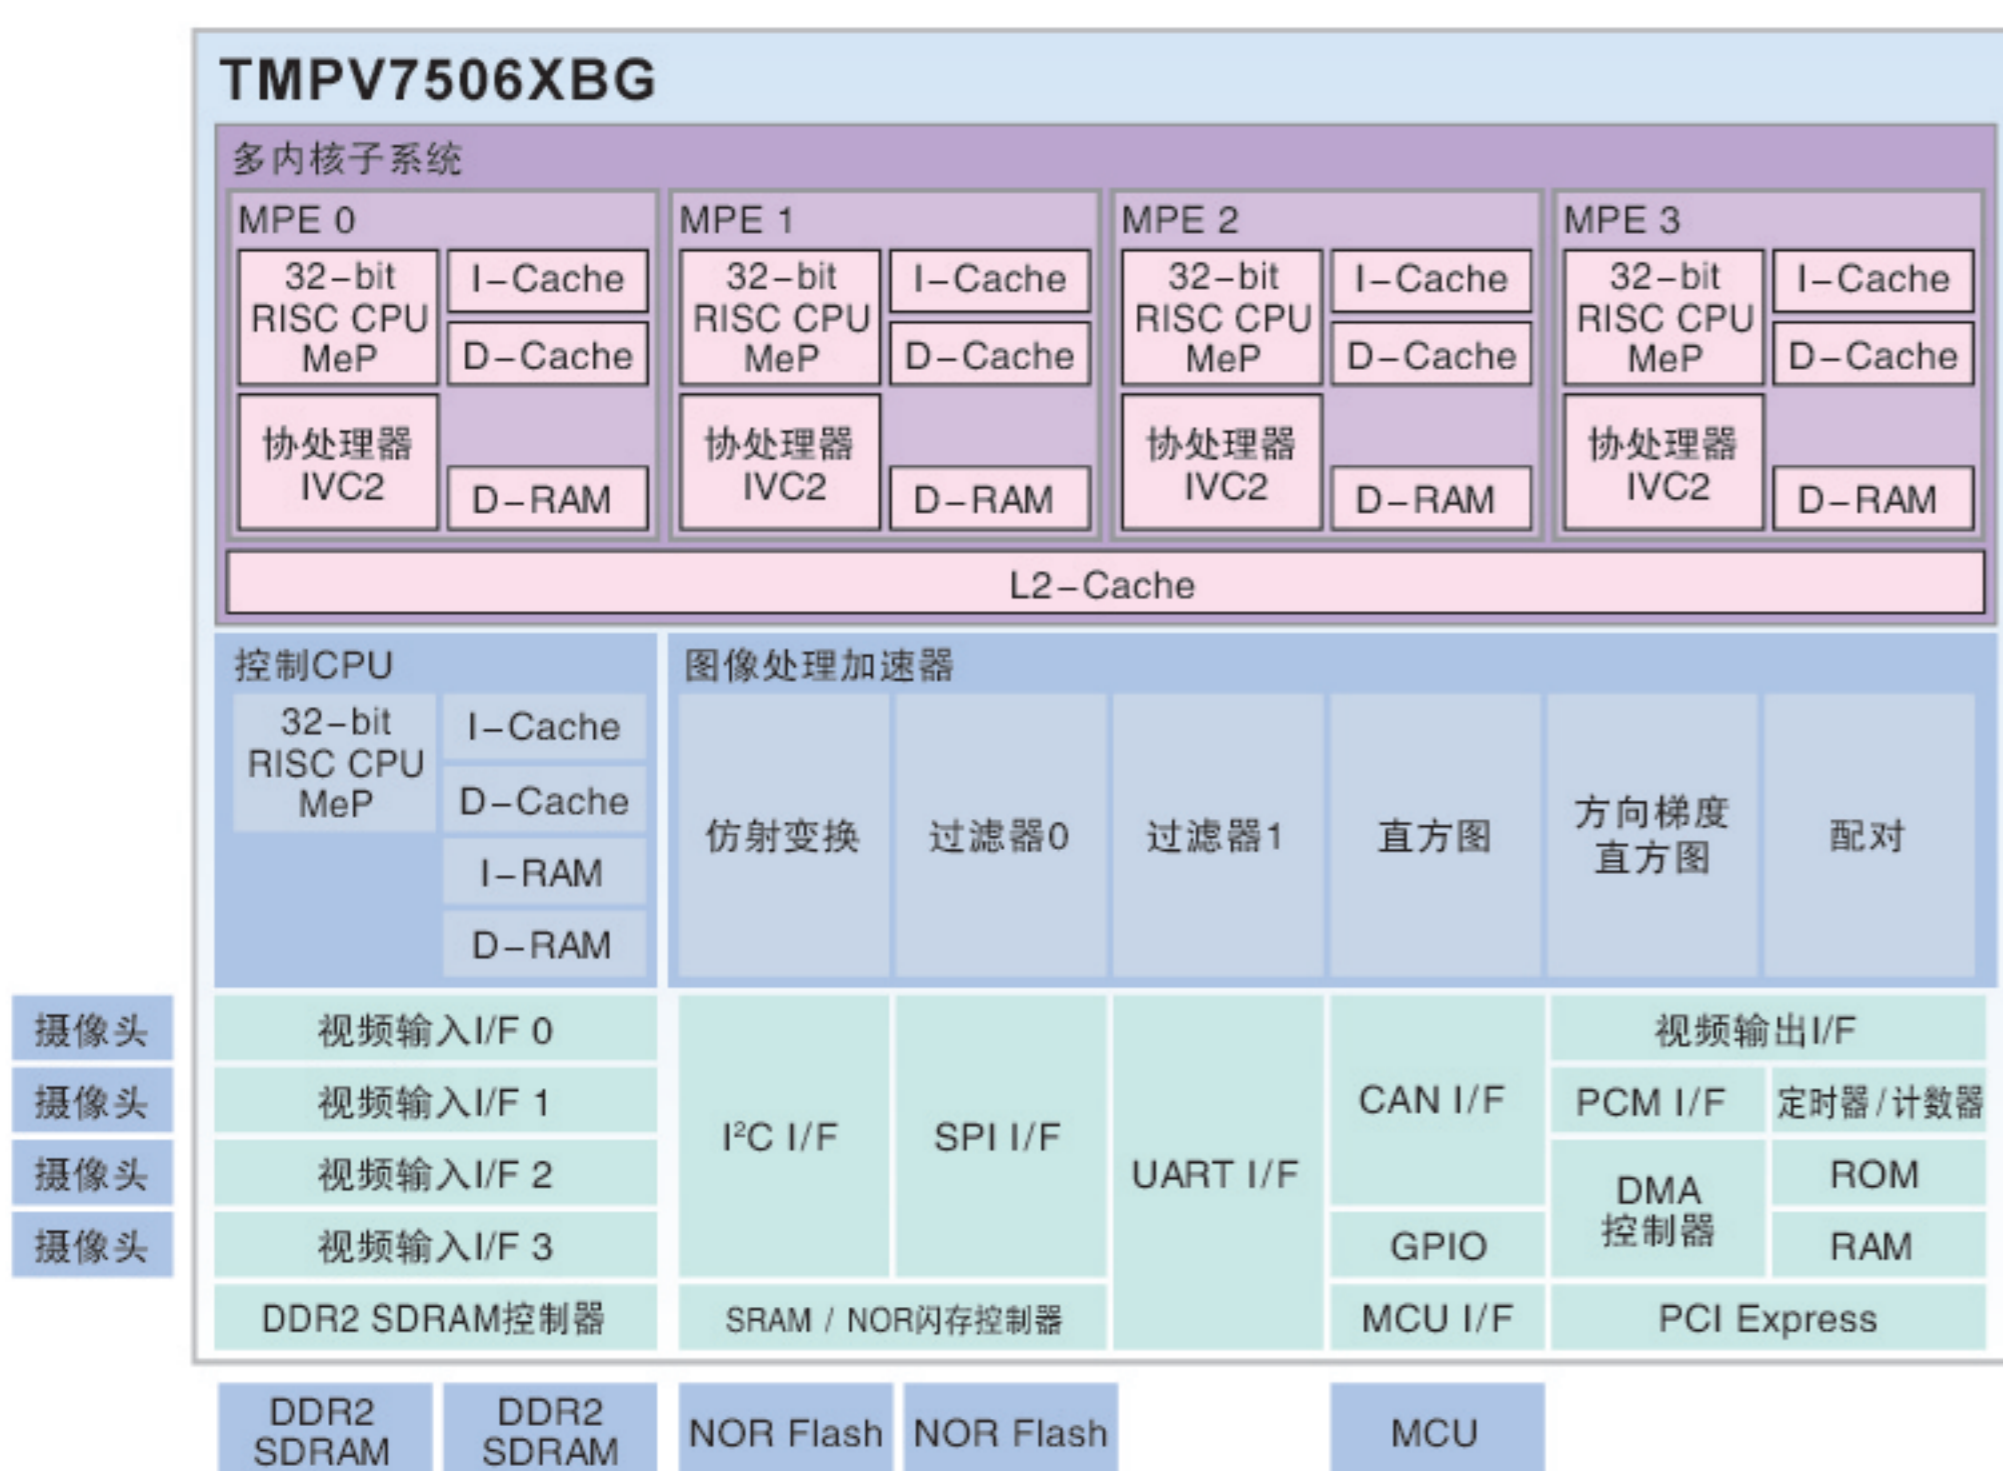 TMPV7506XBG
多内核子系统
MPE 0
32-bit
RISC CPU
MeP
I-Cache
D-Cache
协处理器
IVC2
D-RAM
MPE 1
32-bit
RISC CPU
MeP
I-Cache
D-Cache
协处理器
IVC2
D-RAM
MPE 2
32-bit
RISC CPU
MeP
I-Cache
D-Cache
协处理器
IVC2
D-RAM
MPE 3
32-bit
RISC CPU
MeP
I-Cache
D-Cache
协处理器
IVC2
D-RAM
L2-Cache
控制CPU
32-bit
RISC CPU
MeP
I-Cache
D-Cache
I-RAM
D-RAM
图像处理加速器
仿射变换
过滤器0
过滤器1
直方图
方向梯度
直方图
配对
摄像头
摄像头
摄像头
摄像头
视频输入I/F 0
视频输入I/F 1
视频输入I/F 2
视频输入I/F 3
DDR2 SDRAM控制器
I²C I/F
SPI I/F
SRAM / NOR闪存控制器
UART I/F
CAN I/F
GPIO
MCU I/F
视频输出I/F
PCM I/F
定时器/计数器
DMA
控制器
ROM
RAM
PCI Express
DDR2
SDRAM
DDR2
SDRAM
NOR Flash
NOR Flash
MCU